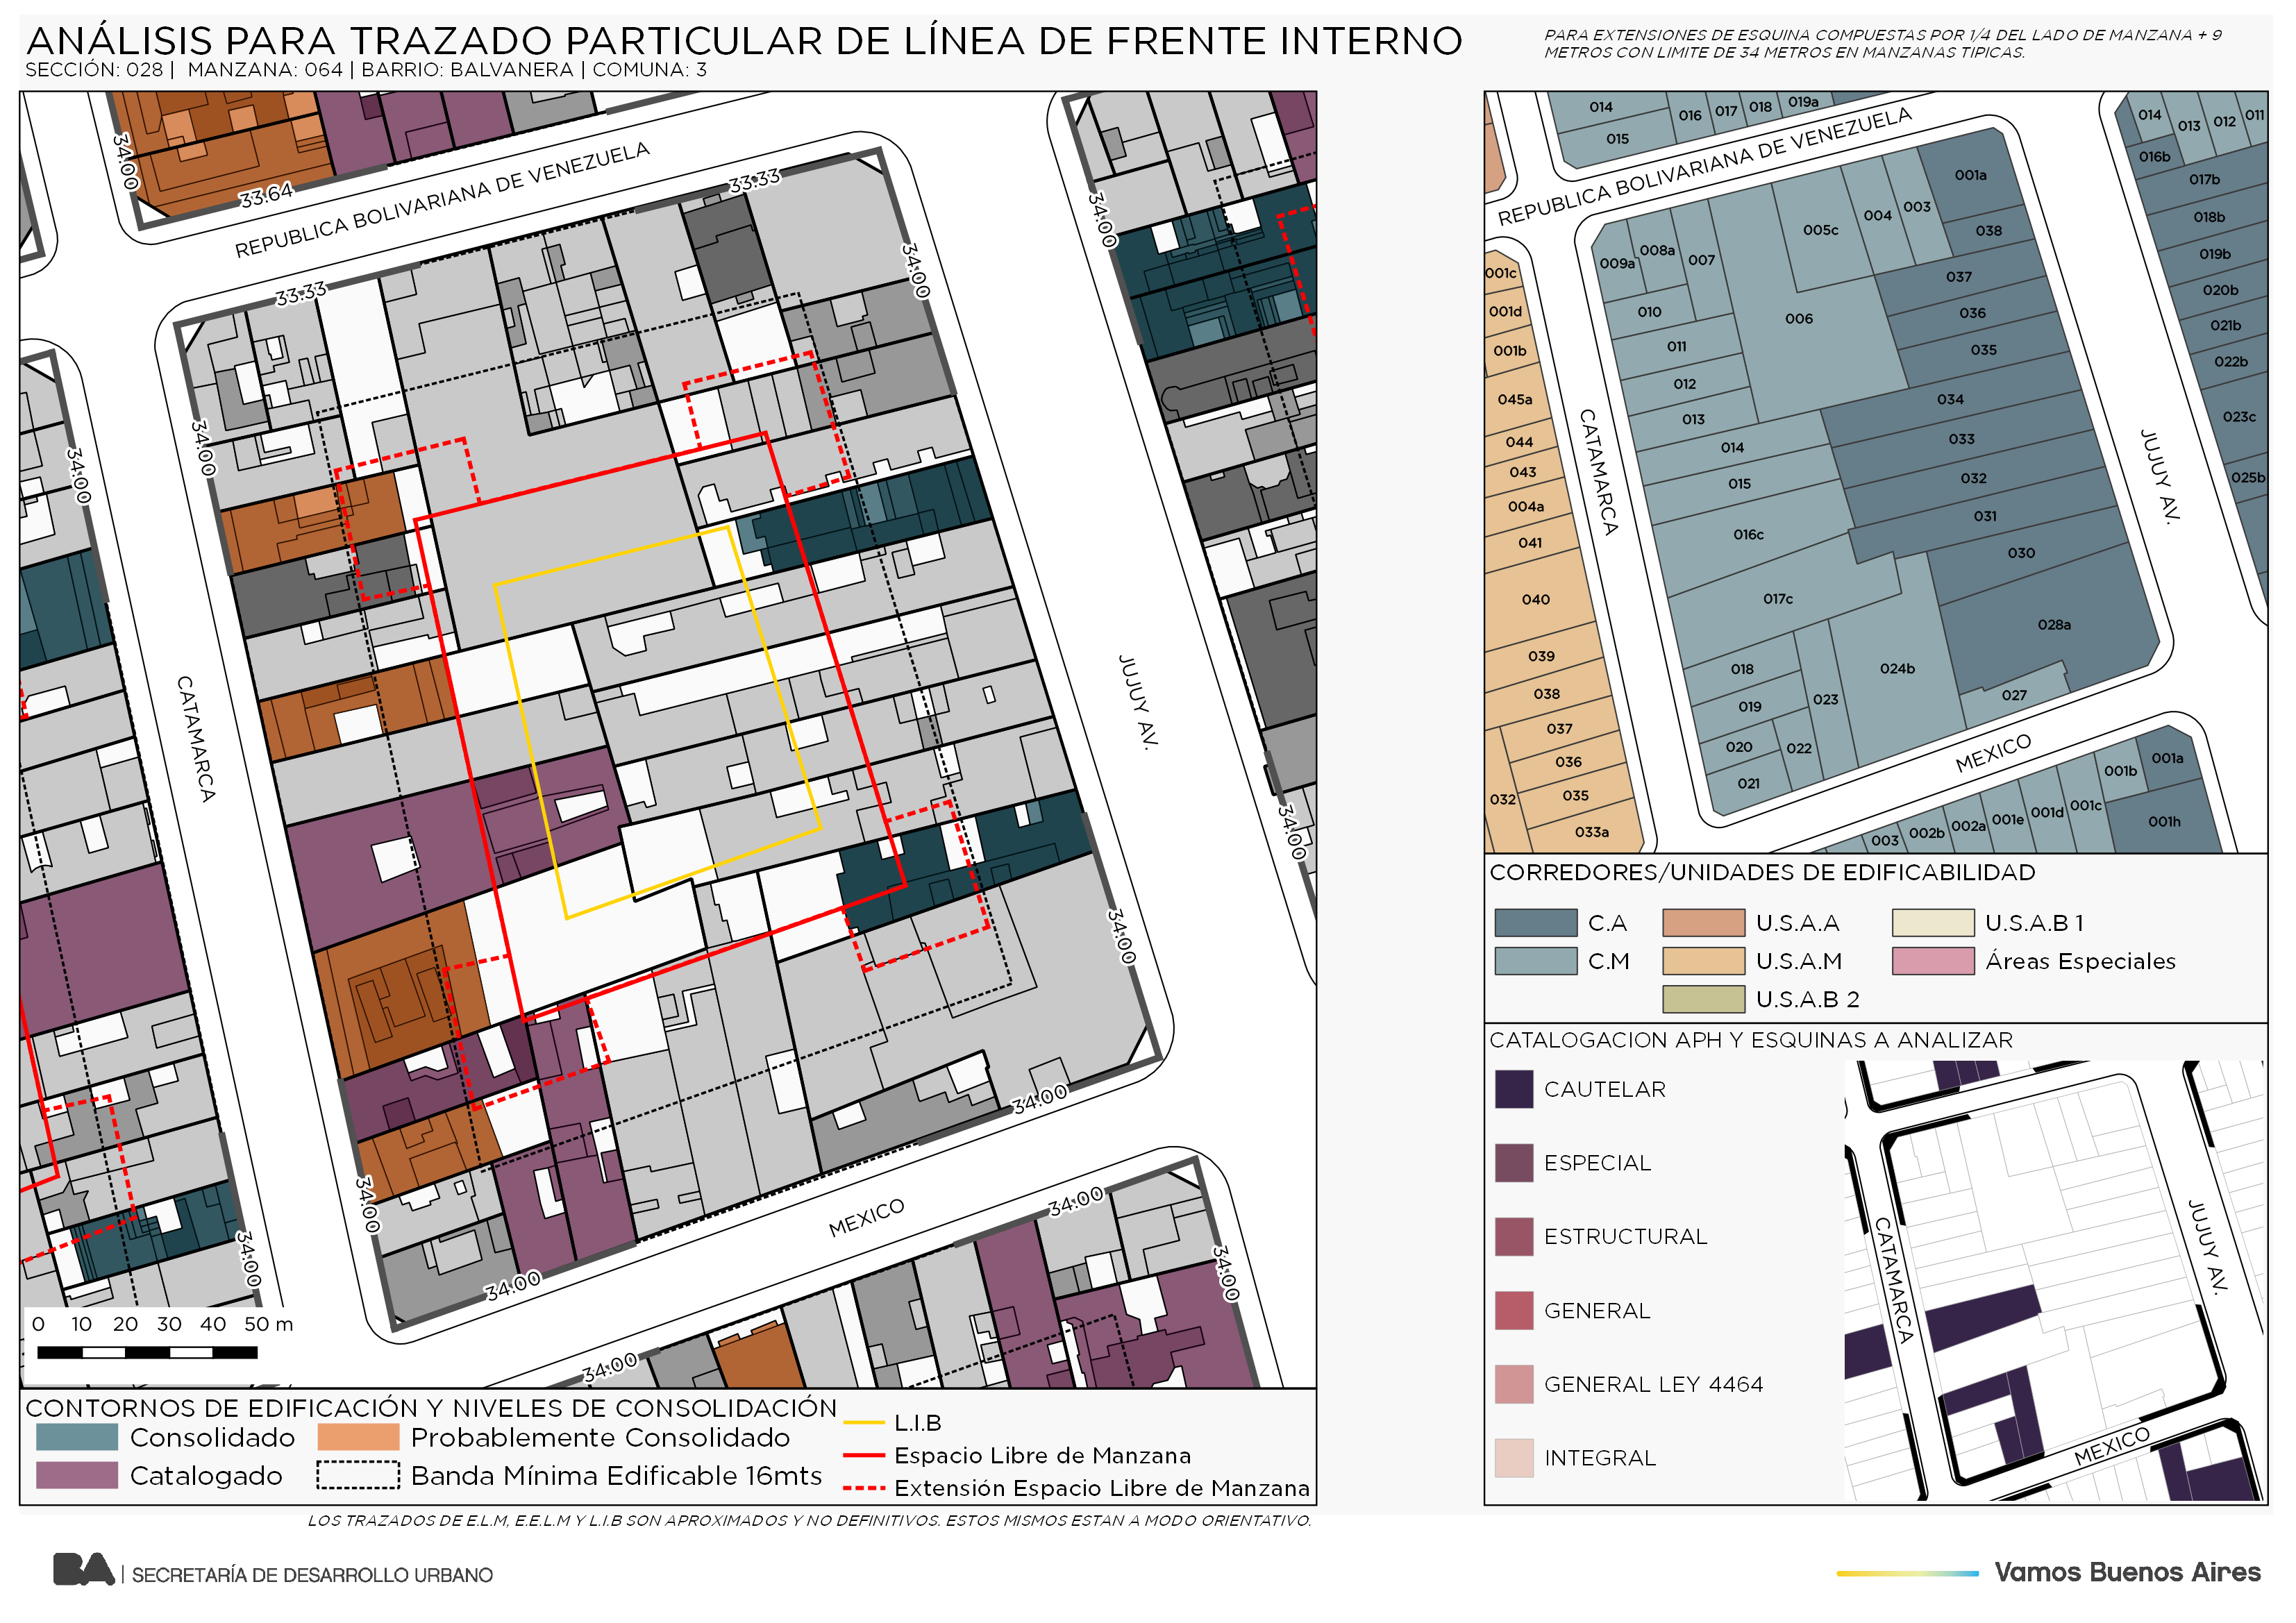 ANÁLISIS PARA TRAZADO PARTICULAR DE LÍNEA DE FRENTE INTERNO
SECCIÓN: 028 | MANZANA: 064 | BARRIO: BALVANERA | COMUNA: 3
PARA EXTENSIONES DE ESQUINA COMPUESTAS POR 1/4 DEL LADO DE MANZANA + 9
METROS CON LIMITE DE 34 METROS EN MANZANAS TIPICAS.
34.00
33.64
REPUBLICA BOLIVARIANA DE VENEZUELA
33.33
33.33
34.00
34.00
34.00
34.00
CATAMARCA
JUJUY AV.
34.00
34.00
34.00
34.00
34.00
34.00
MEXICO
34.00
34.00
34.00
0 10 20 30 40 50 m
CONTORNOS DE EDIFICACIÓN Y NIVELES DE CONSOLIDACIÓN
Consolidado
Probablemente Consolidado
Catalogado
Banda Mínima Edificable 16mts
L.I.B
Espacio Libre de Manzana
Extensión Espacio Libre de Manzana
014
015
016
017
018
019a
REPUBLICA BOLIVARIANA DE VENEZUELA
014
013
012
011
016b
017b
018b
019b
020b
021b
022b
023c
025b
001a
038
003
004
005c
006
007
008a
009a
010
011
012
013
014
015
016c
017c
018
019
020
021
022
023
024b
027
028a
030
031
032
033
034
035
036
037
001c
001d
001b
045a
044
043
004a
041
040
039
038
037
036
035
033a
032
CATAMARCA
JUJUY AV.
MEXICO
003
002b
002a
001e
001d
001c
001b
001a
001h
CORREDORES/UNIDADES DE EDIFICABILIDAD
C.A
U.S.A.A
U.S.A.B 1
C.M
U.S.A.M
Áreas Especiales
U.S.A.B 2
CATALOGACION APH Y ESQUINAS A ANALIZAR
CAUTELAR
ESPECIAL
ESTRUCTURAL
GENERAL
GENERAL LEY 4464
INTEGRAL
CATAMARCA
JUJUY AV.
MEXICO
LOS TRAZADOS DE E.L.M, E.E.L.M Y L.I.B SON APROXIMADOS Y NO DEFINITIVOS. ESTOS MISMOS ESTAN A MODO ORIENTATIVO.
BA | SECRETARÍA DE DESARROLLO URBANO
Vamos Buenos Aires